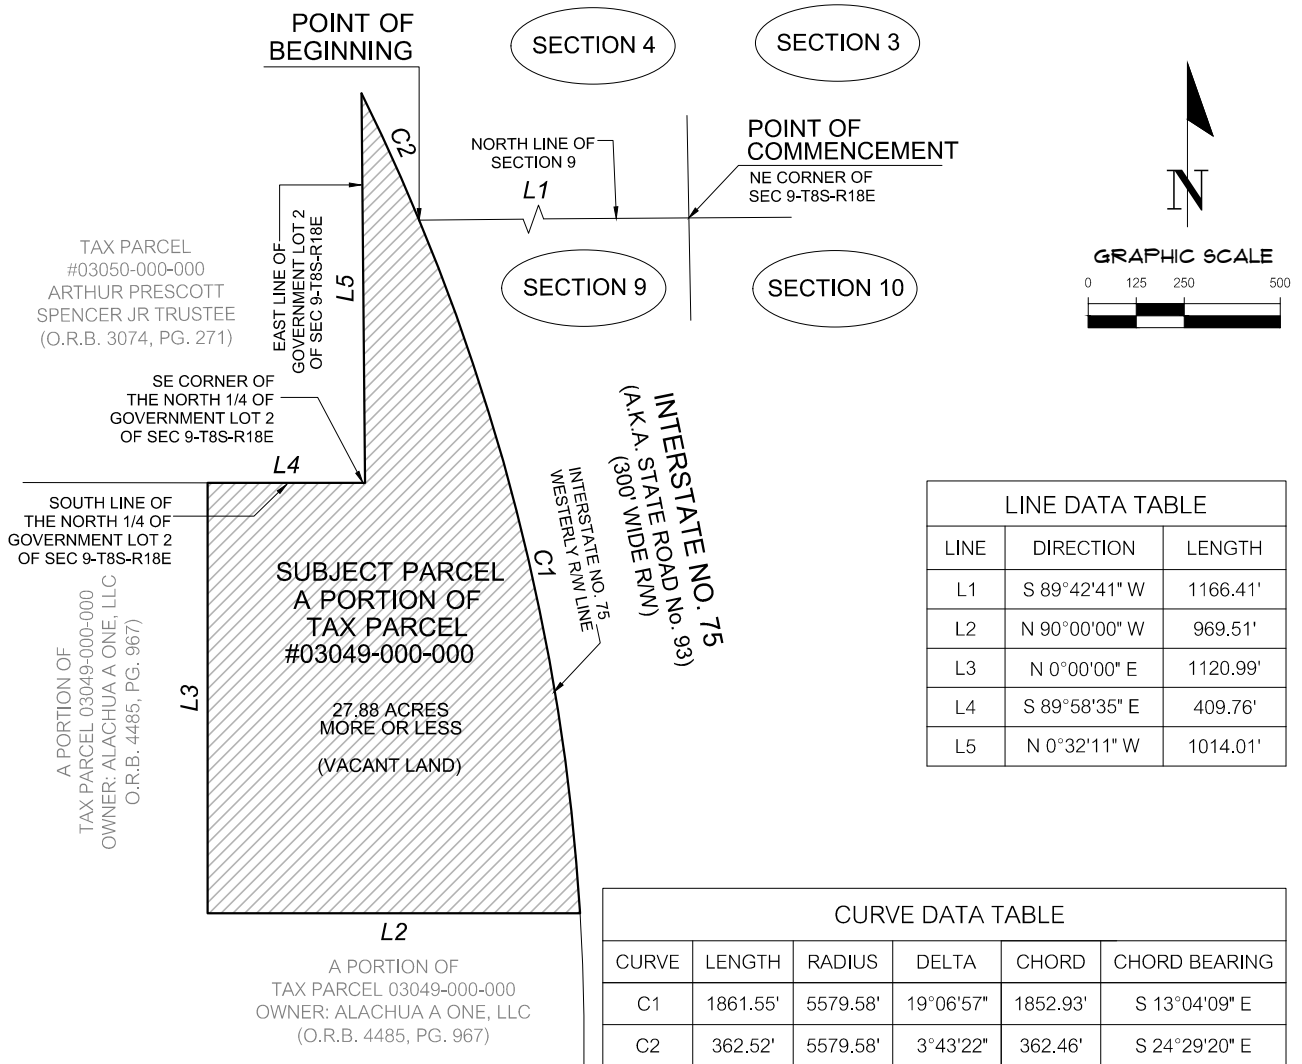 POINT OF
BEGINNING
SECTION 4
SECTION 3
C2
NORTH LINE OF
SECTION 9
L1
POINT OF
COMMENCEMENT
NE CORNER OF
SEC 9-T8S-R18E
N
GRAPHIC SCALE
0 125 250 500
TAX PARCEL
#03050-000-000
ARTHUR PRESCOTT
SPENCER JR TRUSTEE
(O.R.B. 3074, PG. 271)
EAST LINE OF
GOVERNMENT LOT 2
OF SEC 9-T8S-R18E
L5
SECTION 9
SECTION 10
SE CORNER OF
THE NORTH 1/4 OF
GOVERNMENT LOT 2
OF SEC 9-T8S-R18E
L4
SOUTH LINE OF
THE NORTH 1/4 OF
GOVERNMENT LOT 2
OF SEC 9-T8S-R18E
INTERSTATE NO. 75
(A.K.A. STATE ROAD No. 93)
(300' WIDE R/W)
INTERSTATE NO. 75
WESTERLY R/W LINE
C1
SUBJECT PARCEL
A PORTION OF
TAX PARCEL
#03049-000-000
27.88 ACRES
MORE OR LESS
(VACANT LAND)
A PORTION OF
TAX PARCEL 03049-000-000
OWNER: ALACHUA A ONE, LLC
O.R.B. 4485, PG. 967)
L3
L2
A PORTION OF
TAX PARCEL 03049-000-000
OWNER: ALACHUA A ONE, LLC
(O.R.B. 4485, PG. 967)
LINE DATA TABLE
LINE DIRECTION LENGTH
L1 S 89°42'41" W 1166.41'
L2 N 90°00'00" W 969.51'
L3 N 0°00'00" E 1120.99'
L4 S 89°58'35" E 409.76'
L5 N 0°32'11" W 1014.01'
CURVE DATA TABLE
CURVE LENGTH RADIUS DELTA CHORD CHORD BEARING
C1 1861.55' 5579.58' 19°06'57" 1852.93' S 13°04'09" E
C2 362.52' 5579.58' 3°43'22" 362.46' S 24°29'20" E